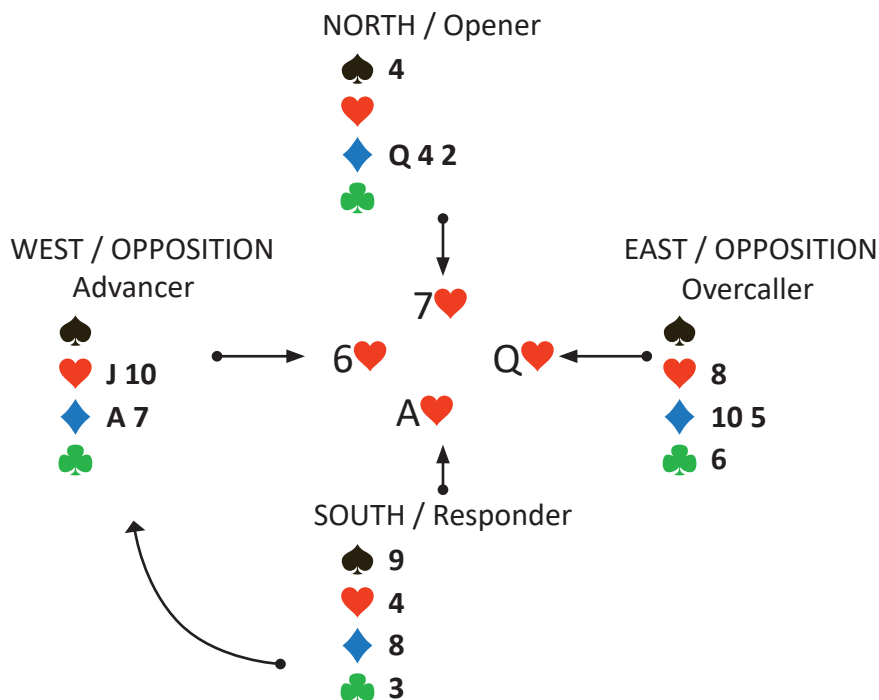 NORTH / Opener
♠ 4
♥
♦ Q 4 2
♣
WEST / OPPOSITION
Advancer
♠
♥ J 10
♦ A 7
♣
7♥
6♥
Q♥
A♥
EAST / OPPOSITION
Overcaller
♠
♥ 8
♦ 10 5
♣ 6
SOUTH / Responder
♠ 9
♥ 4
♦ 8
♣ 3